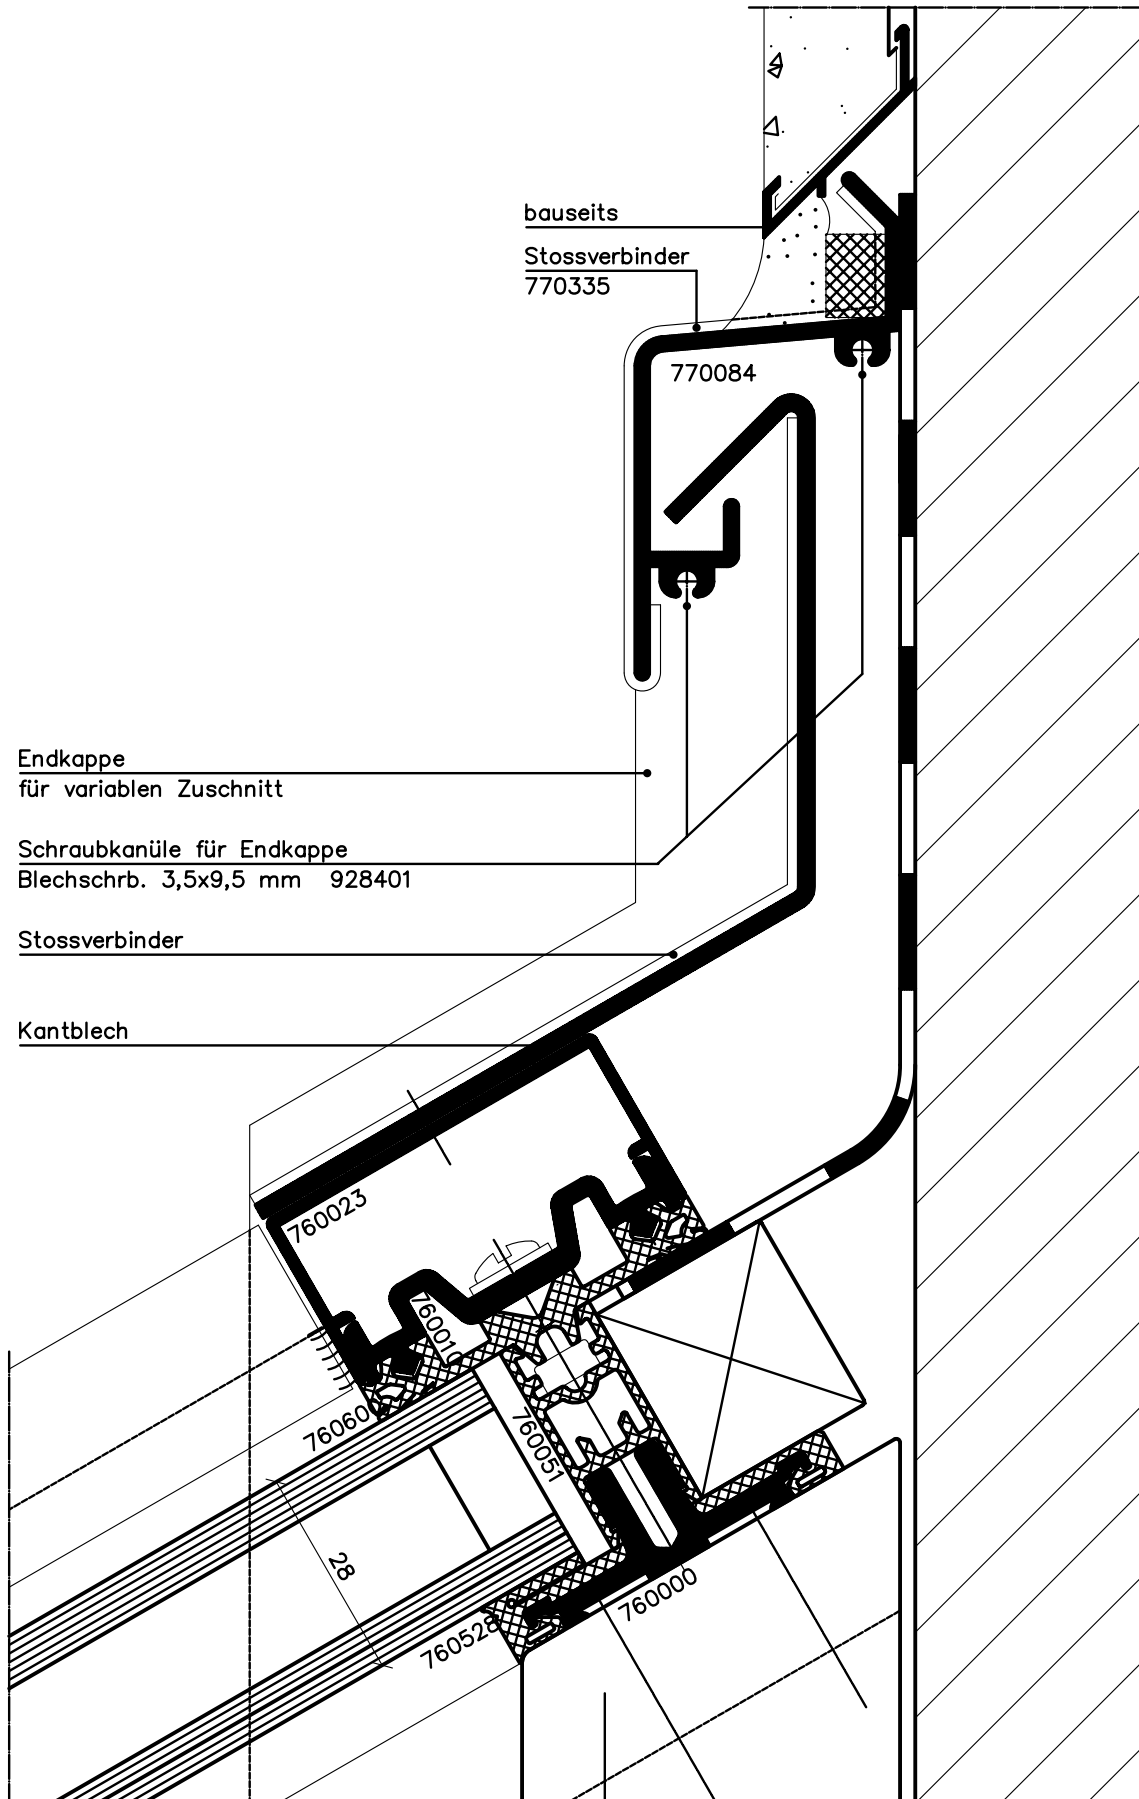 bauseits
Stossverbinder
770335
770084
Endkappe
für variablen Zuschnitt
Schraubkanüle für Endkappe
Blechschrb. 3,5x9,5 mm 928401
Stossverbinder
Kantblech
760023
760010
76060
760051
28
760528
760000